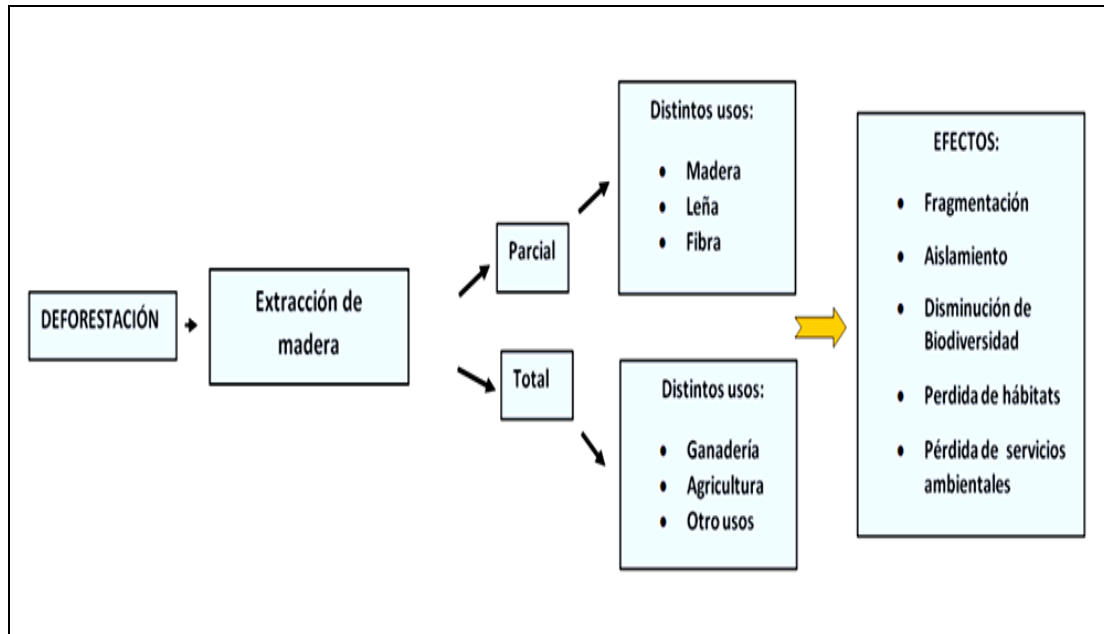 DEFORESTACIÓN
Extracción de
madera
Parcial
Total
Distintos usos:
• Madera
• Leña
• Fibra
Distintos usos:
• Ganadería
• Agricultura
• Otro usos
EFECTOS:
• Fragmentación
• Aislamiento
• Disminución de
Biodiversidad
• Perdida de hábitats
• Pérdida de servicios
ambientales